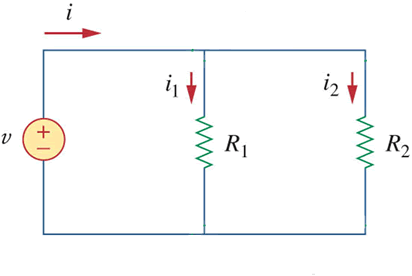 i
i₁
i₂
v
+
−
R₁
R₂